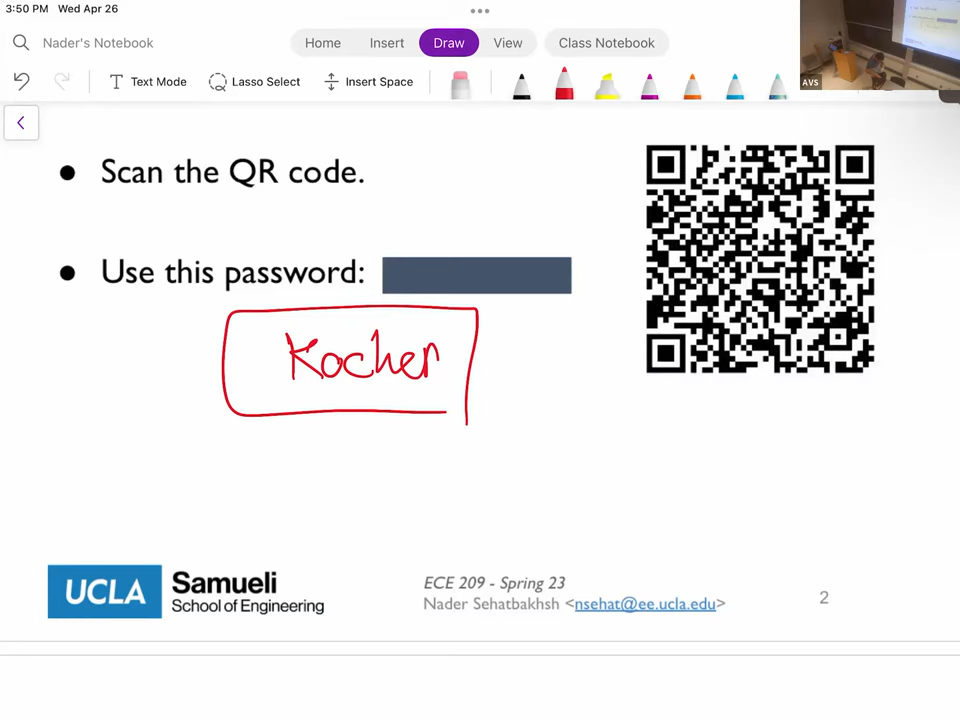 3:50 PM Wed Apr 26
Nader's Notebook
Home Insert Draw View Class Notebook
Text Mode Lasso Select Insert Space
AVS
• Scan the QR code.
• Use this password:
Kocher
UCLA Samueli
School of Engineering
ECE 209 - Spring 23
Nader Sehatbakhsh <nsehat@ee.ucla.edu>
2